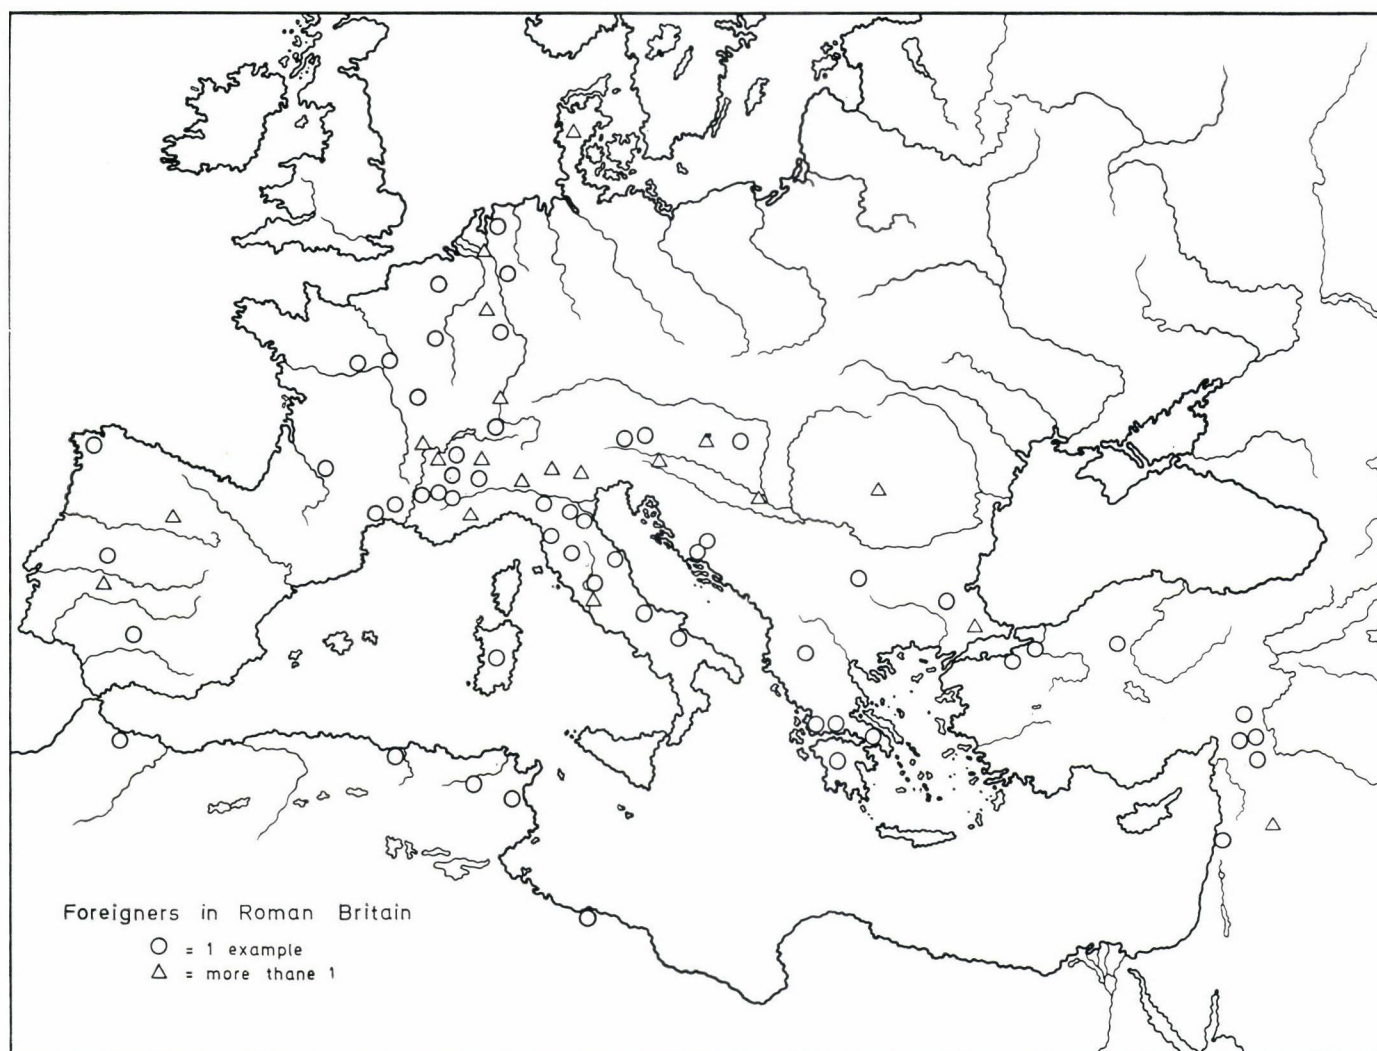 Foreigners in Roman Britain
= 1 example
= more thane 1